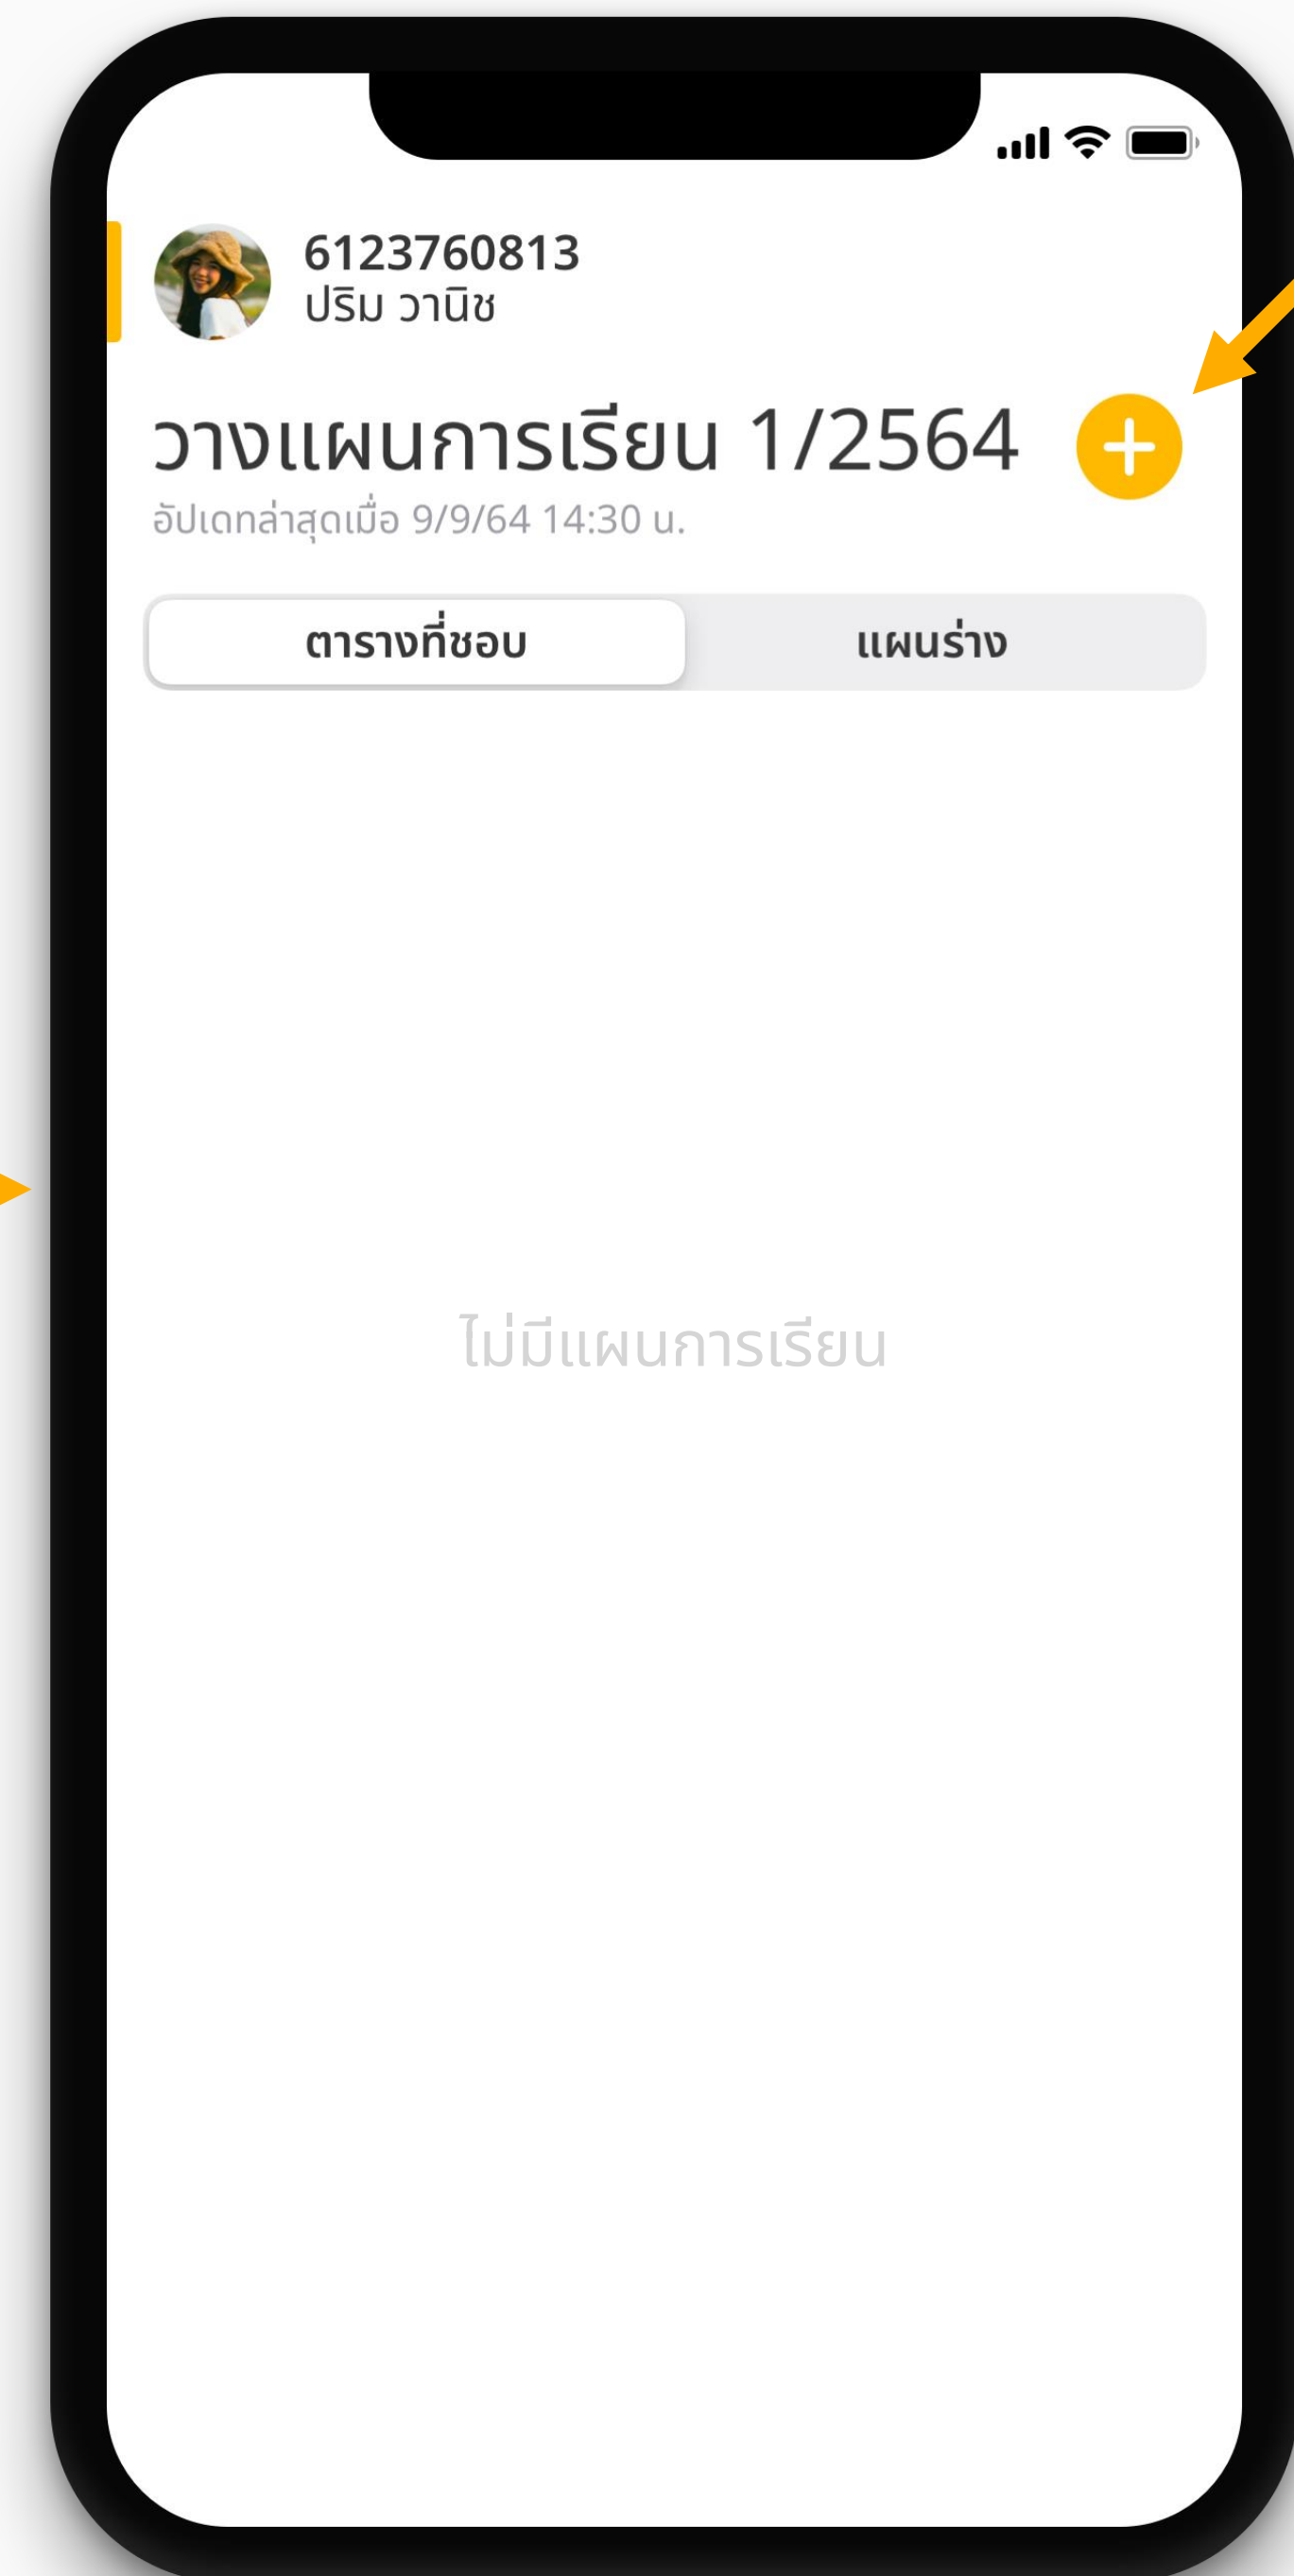 6123760813
ปริม วานิช
วางแผนการเรียน 1/2564
อัปเดทล่าสุดเมื่อ 9/9/64 14:30 น.
ตารางที่ชอบ
แผนร่าง
ไม่มีแผนการเรียน